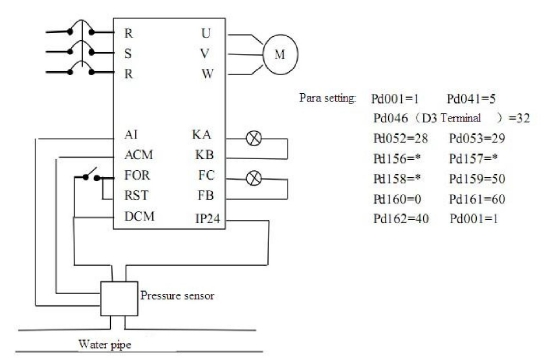 R U
S V M
R W
Para setting: Pd001=1 Pd041=5
Pd046（D3 Terminal ）=32
AI KA Pd052=28 Pd053=29
ACM KB Pd156=* Pd157=*
FOR FC Pd158=* Pd159=50
RST FB Pd160=0 Pd161=60
DCM IP24 Pd162=40 Pd001=1
Pressure sensor
Water pipe